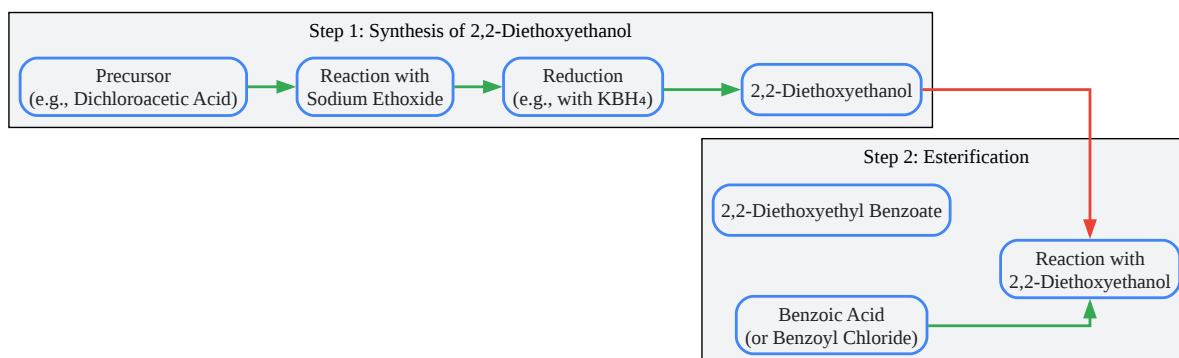 Step 1: Synthesis of 2,2-Diethoxyethanol
Precursor
(e.g., Dichloroacetic Acid)
Reaction with
Sodium Ethoxide
Reduction
(e.g., with KBH₄)
2,2-Diethoxyethanol
Step 2: Esterification
2,2-Diethoxyethyl Benzoate
Reaction with
2,2-Diethoxyethanol
Benzoic Acid
(or Benzoyl Chloride)